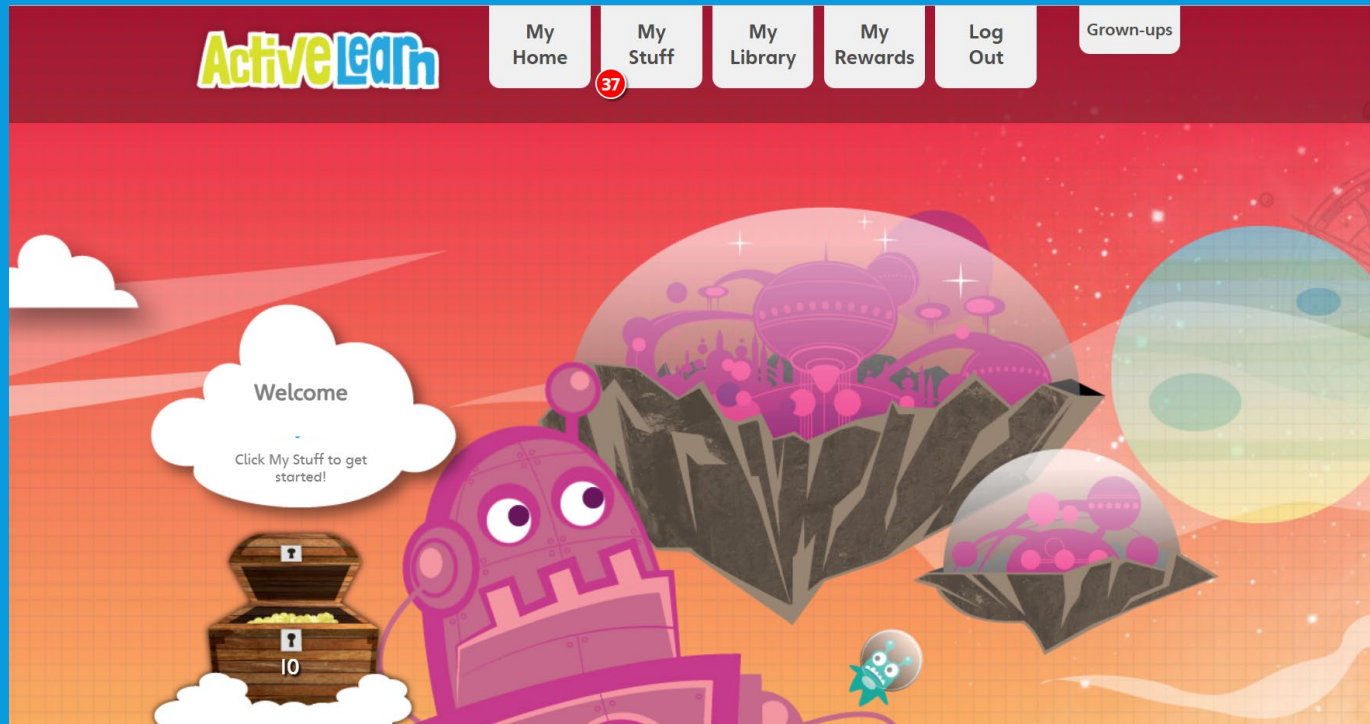 ActiveLearn
My
Home
My
Stuff
37
My
Library
My
Rewards
Log
Out
Grown-ups
Welcome
Click My Stuff to get
started!
10